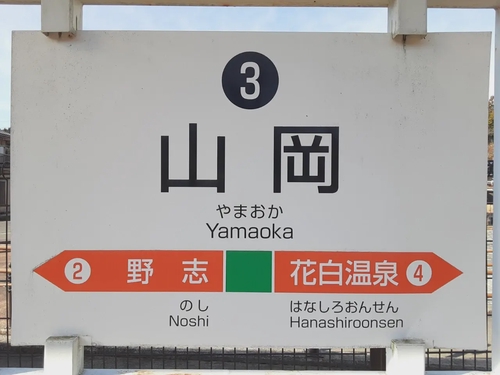 3
山岡
やまおか
Yamaoka
2 野志 花白温泉 4
のし はなしろおんせん
Noshi Hanashiroonsen